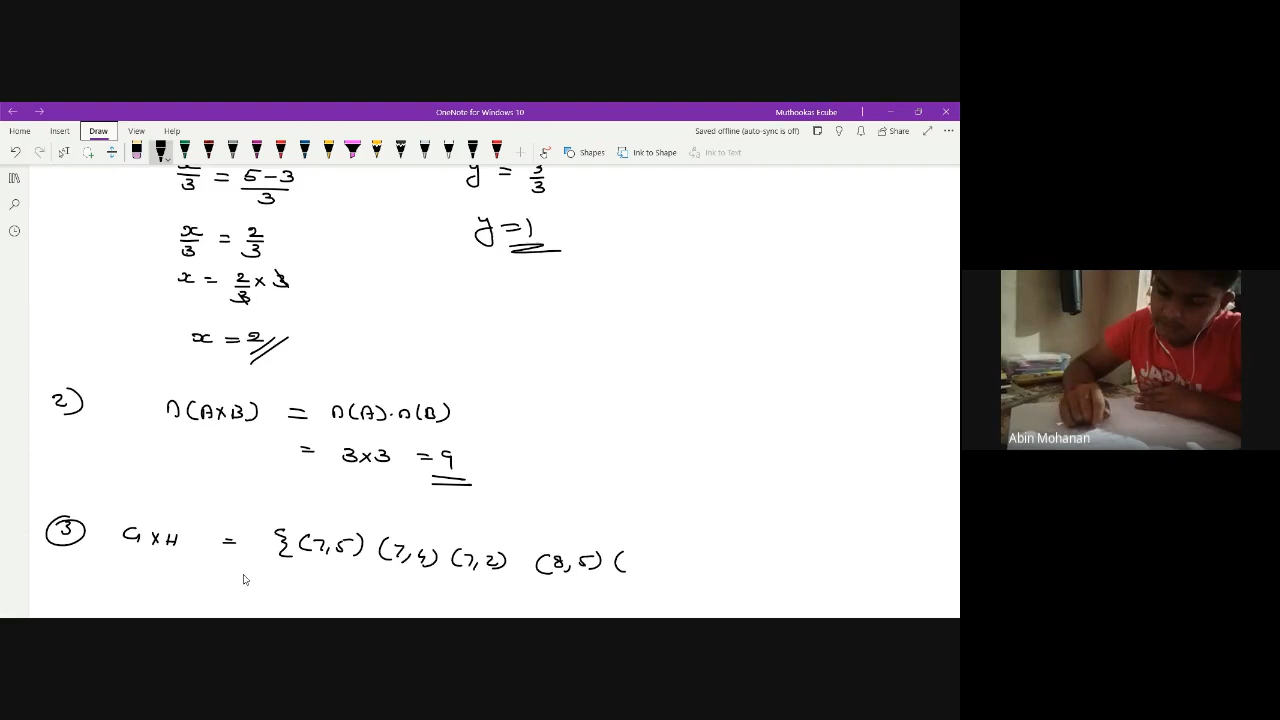 OneNote for Windows 10
Muthookas Ecube
Home Insert Draw View Help
Saved offline (auto-sync is off)
Share
Shapes
Ink to Shape
Ink to Text
x/3 = 5-3/3
y = 3/3
y = 1
x/3 = 2/3
x = 2/3 × 3
x = 2 //
2) n(A×B) = n(A)·n(B)
= 3×3 = 9
③ G×H = {(7,5) (7,4) (7,2) (8,5) (
JADA
Abin Mohanan